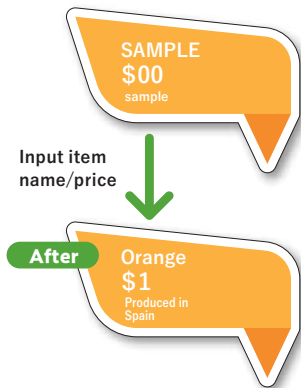 SAMPLE
$00
sample
Input item
name/price
After
Orange
$1
Produced in
Spain